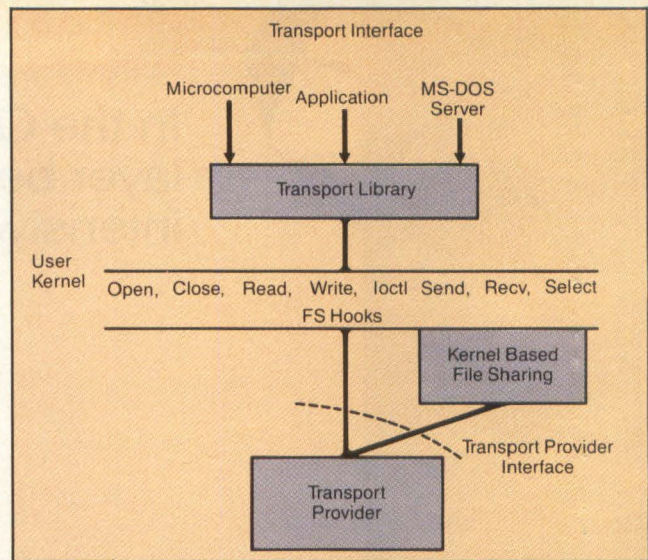 Transport Interface
Microcomputer
Application
MS-DOS
Server
Transport Library
User
Kernel
Open, Close, Read, Write, Ioctl Send, Recv, Select
FS Hooks
Kernel Based
File Sharing
Transport Provider
Interface
Transport
Provider